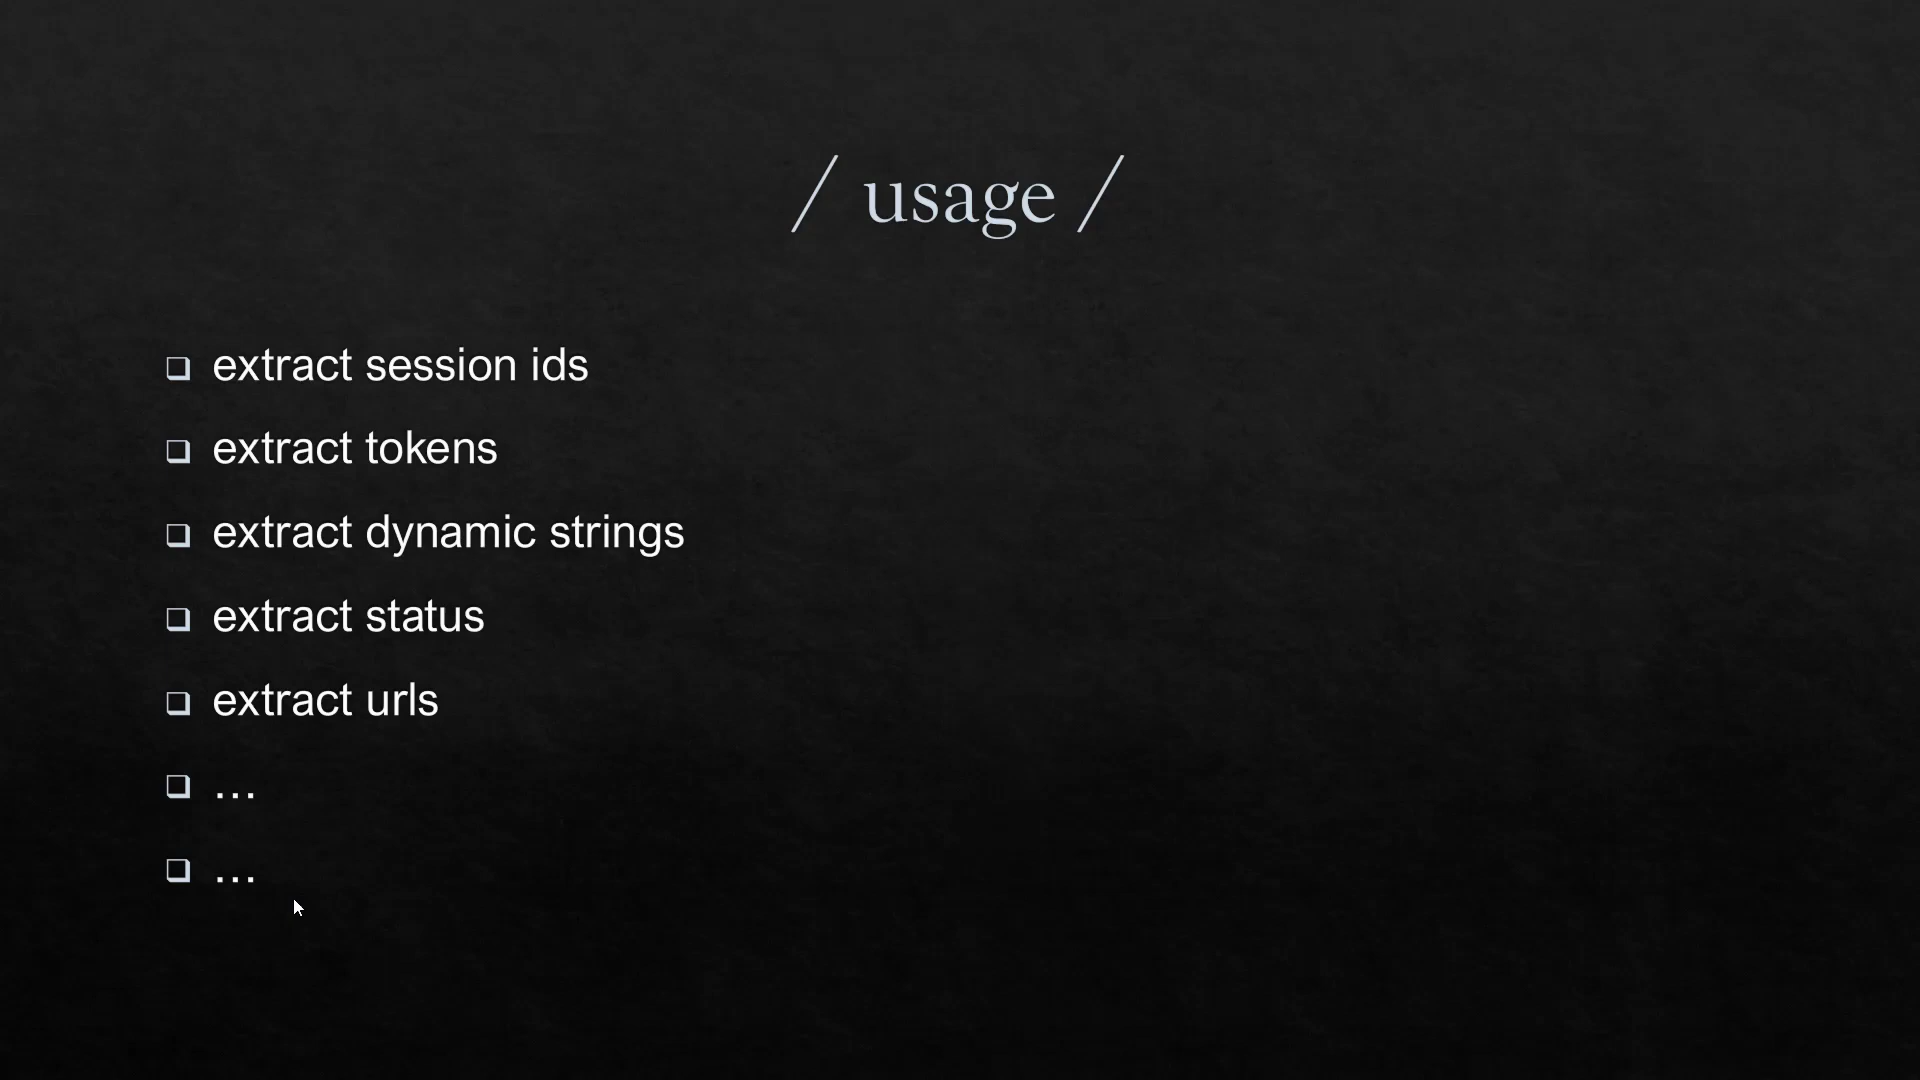 / usage /
❑ extract session ids
❑ extract tokens
❑ extract dynamic strings
❑ extract status
❑ extract urls
❑ …
❑ …